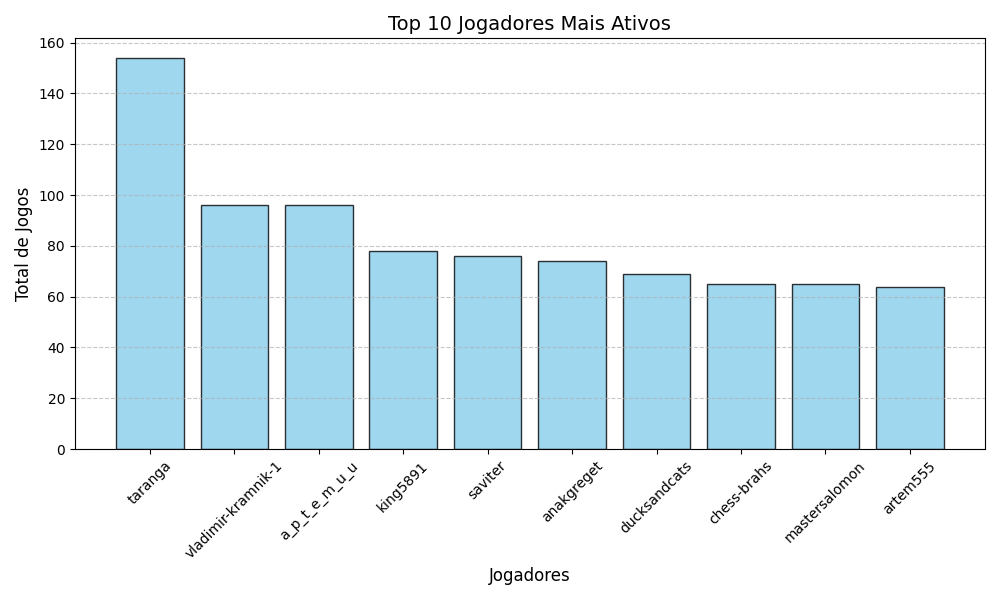 Top 10 Jogadores Mais Ativos
Total de Jogos
160
140
120
100
80
60
40
20
0
taranga
vladimir-kramnik-1
a_p_t_e_m_u_u
king5891
saviter
anakgreget
ducksandcats
chess-brahs
mastersalomon
artem555
Jogadores